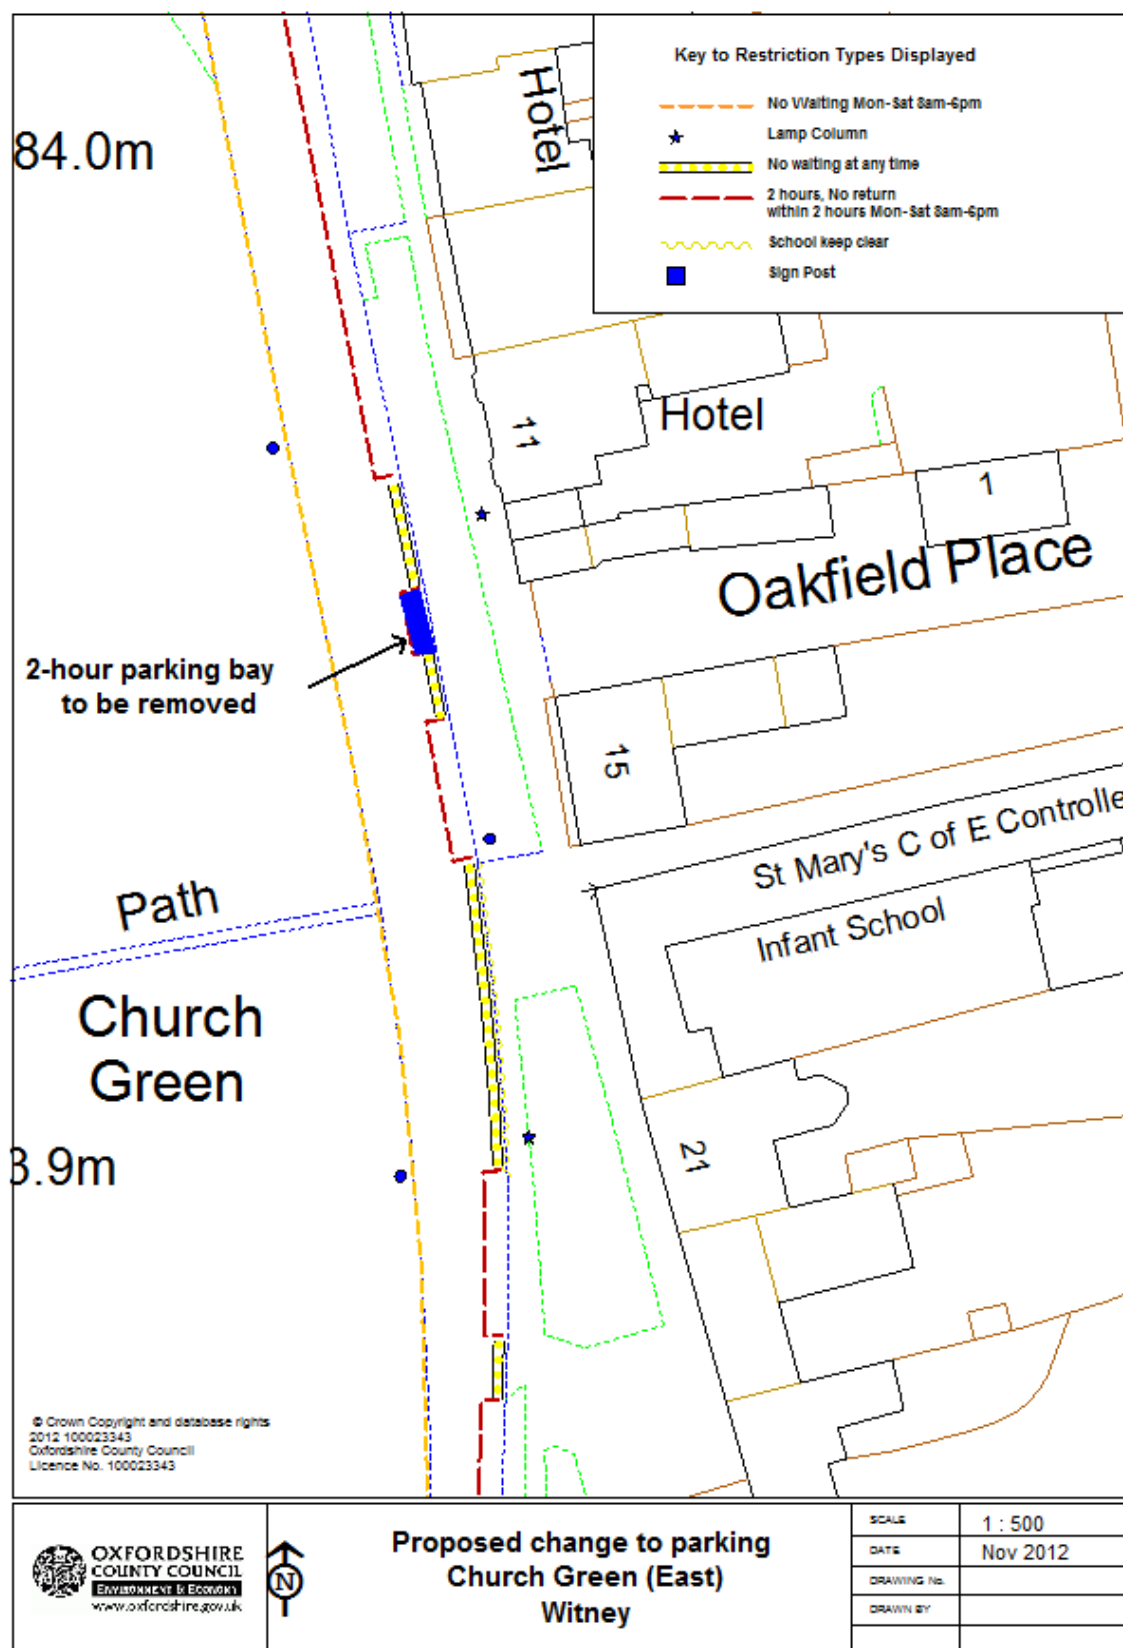 Key to Restriction Types Displayed
No Waiting Mon-Sat 8am-6pm
Lamp Column
No waiting at any time
2 hours, No return
within 2 hours Mon-Sat 8am-6pm
School keep clear
Sign Post
84.0m
Hotel
11
Hotel
1
Oakfield Place
2-hour parking bay
to be removed
15
St Mary's C of E Controlle
Infant School
Path
Church
Green
21
3.9m
© Crown Copyright and database rights
2012 100023343
Oxfordshire County Council
Licence No. 100023343
OXFORDSHIRE
COUNTY COUNCIL
ENVIRONMENT & ECONOMY
www.oxfordshire.gov.uk
N
Proposed change to parking
Church Green (East)
Witney
SCALE 1 : 500
DATE Nov 2012
DRAWING No.
DRAWN BY